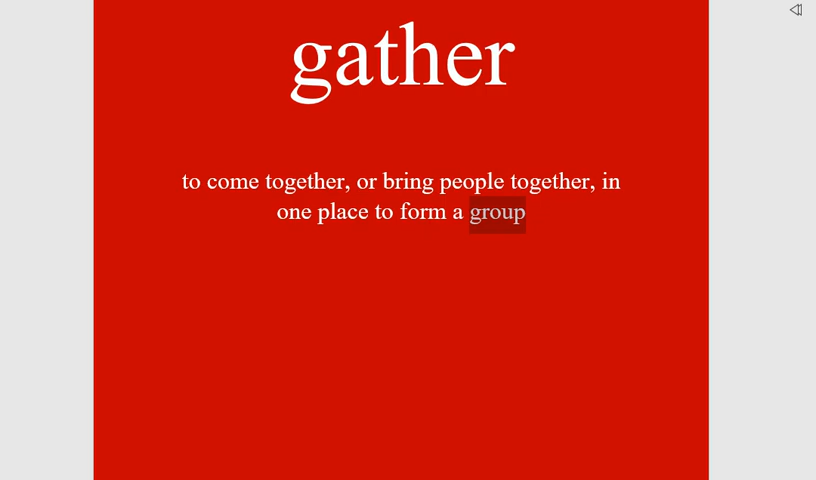 gather
to come together, or bring people together, in
one place to form a group